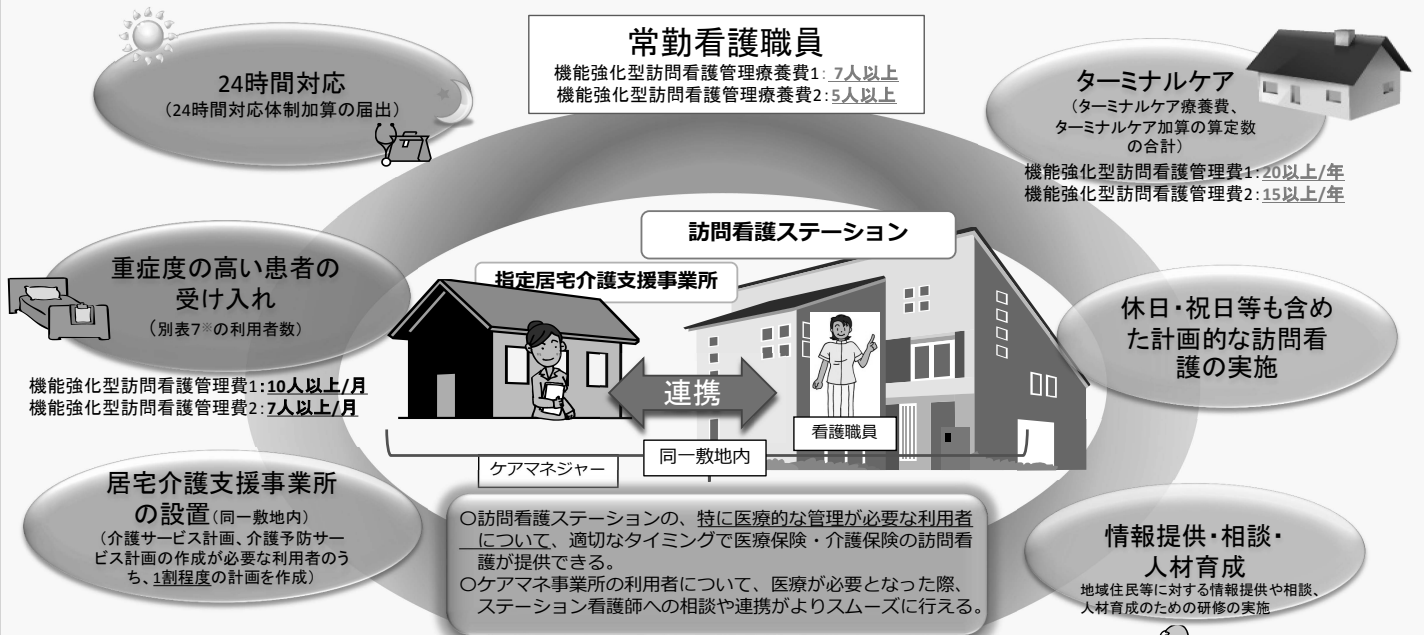 常勤看護職員
機能強化型訪問看護管理療養費1: 7人以上
機能強化型訪問看護管理療養費2:5人以上
24時間対応
(24時間対応体制加算の届出)
ターミナルケア
(ターミナルケア療養費、
ターミナルケア加算の算定数
の合計)
機能強化型訪問看護管理費1:20以上/年
機能強化型訪問看護管理費2:15以上/年
重症度の高い患者の
受け入れ
(別表7※の利用者数)
機能強化型訪問看護管理費1:10人以上/月
機能強化型訪問看護管理費2:7人以上/月
訪問看護ステーション
指定居宅介護支援事業所
連携
看護職員
同一敷地内
ケアマネジャー
休日・祝日等も含め
た計画的な訪問看
護の実施
居宅介護支援事業所
の設置(同一敷地内)
(介護サービス計画、介護予防サー
ビス計画の作成が必要な利用者のう
ち、1割程度の計画を作成)
○訪問看護ステーションの、特に医療的な管理が必要な利用者
について、適切なタイミングで医療保険・介護保険の訪問看
護が提供できる。
○ケアマネ事業所の利用者について、医療が必要となった際、
ステーション看護師への相談や連携がよりスムーズに行える。
情報提供・相談・
人材育成
地域住民等に対する情報提供や相談、
人材育成のための研修の実施